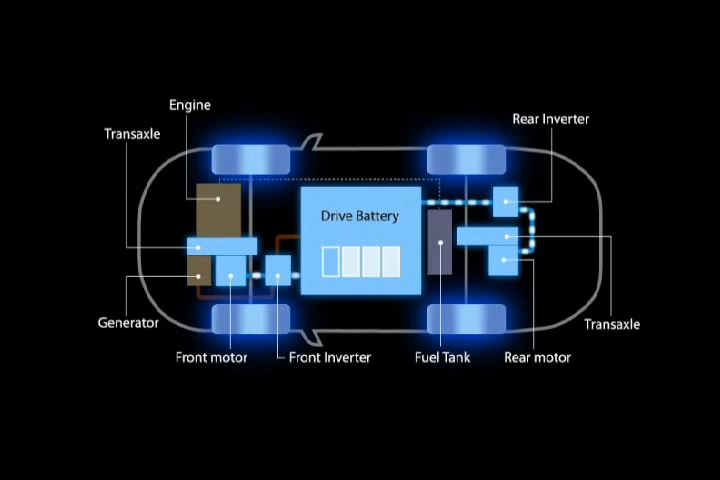 Engine
Rear Inverter
Transaxle
Drive Battery
Generator
Transaxle
Front motor
Front Inverter
Fuel Tank
Rear motor